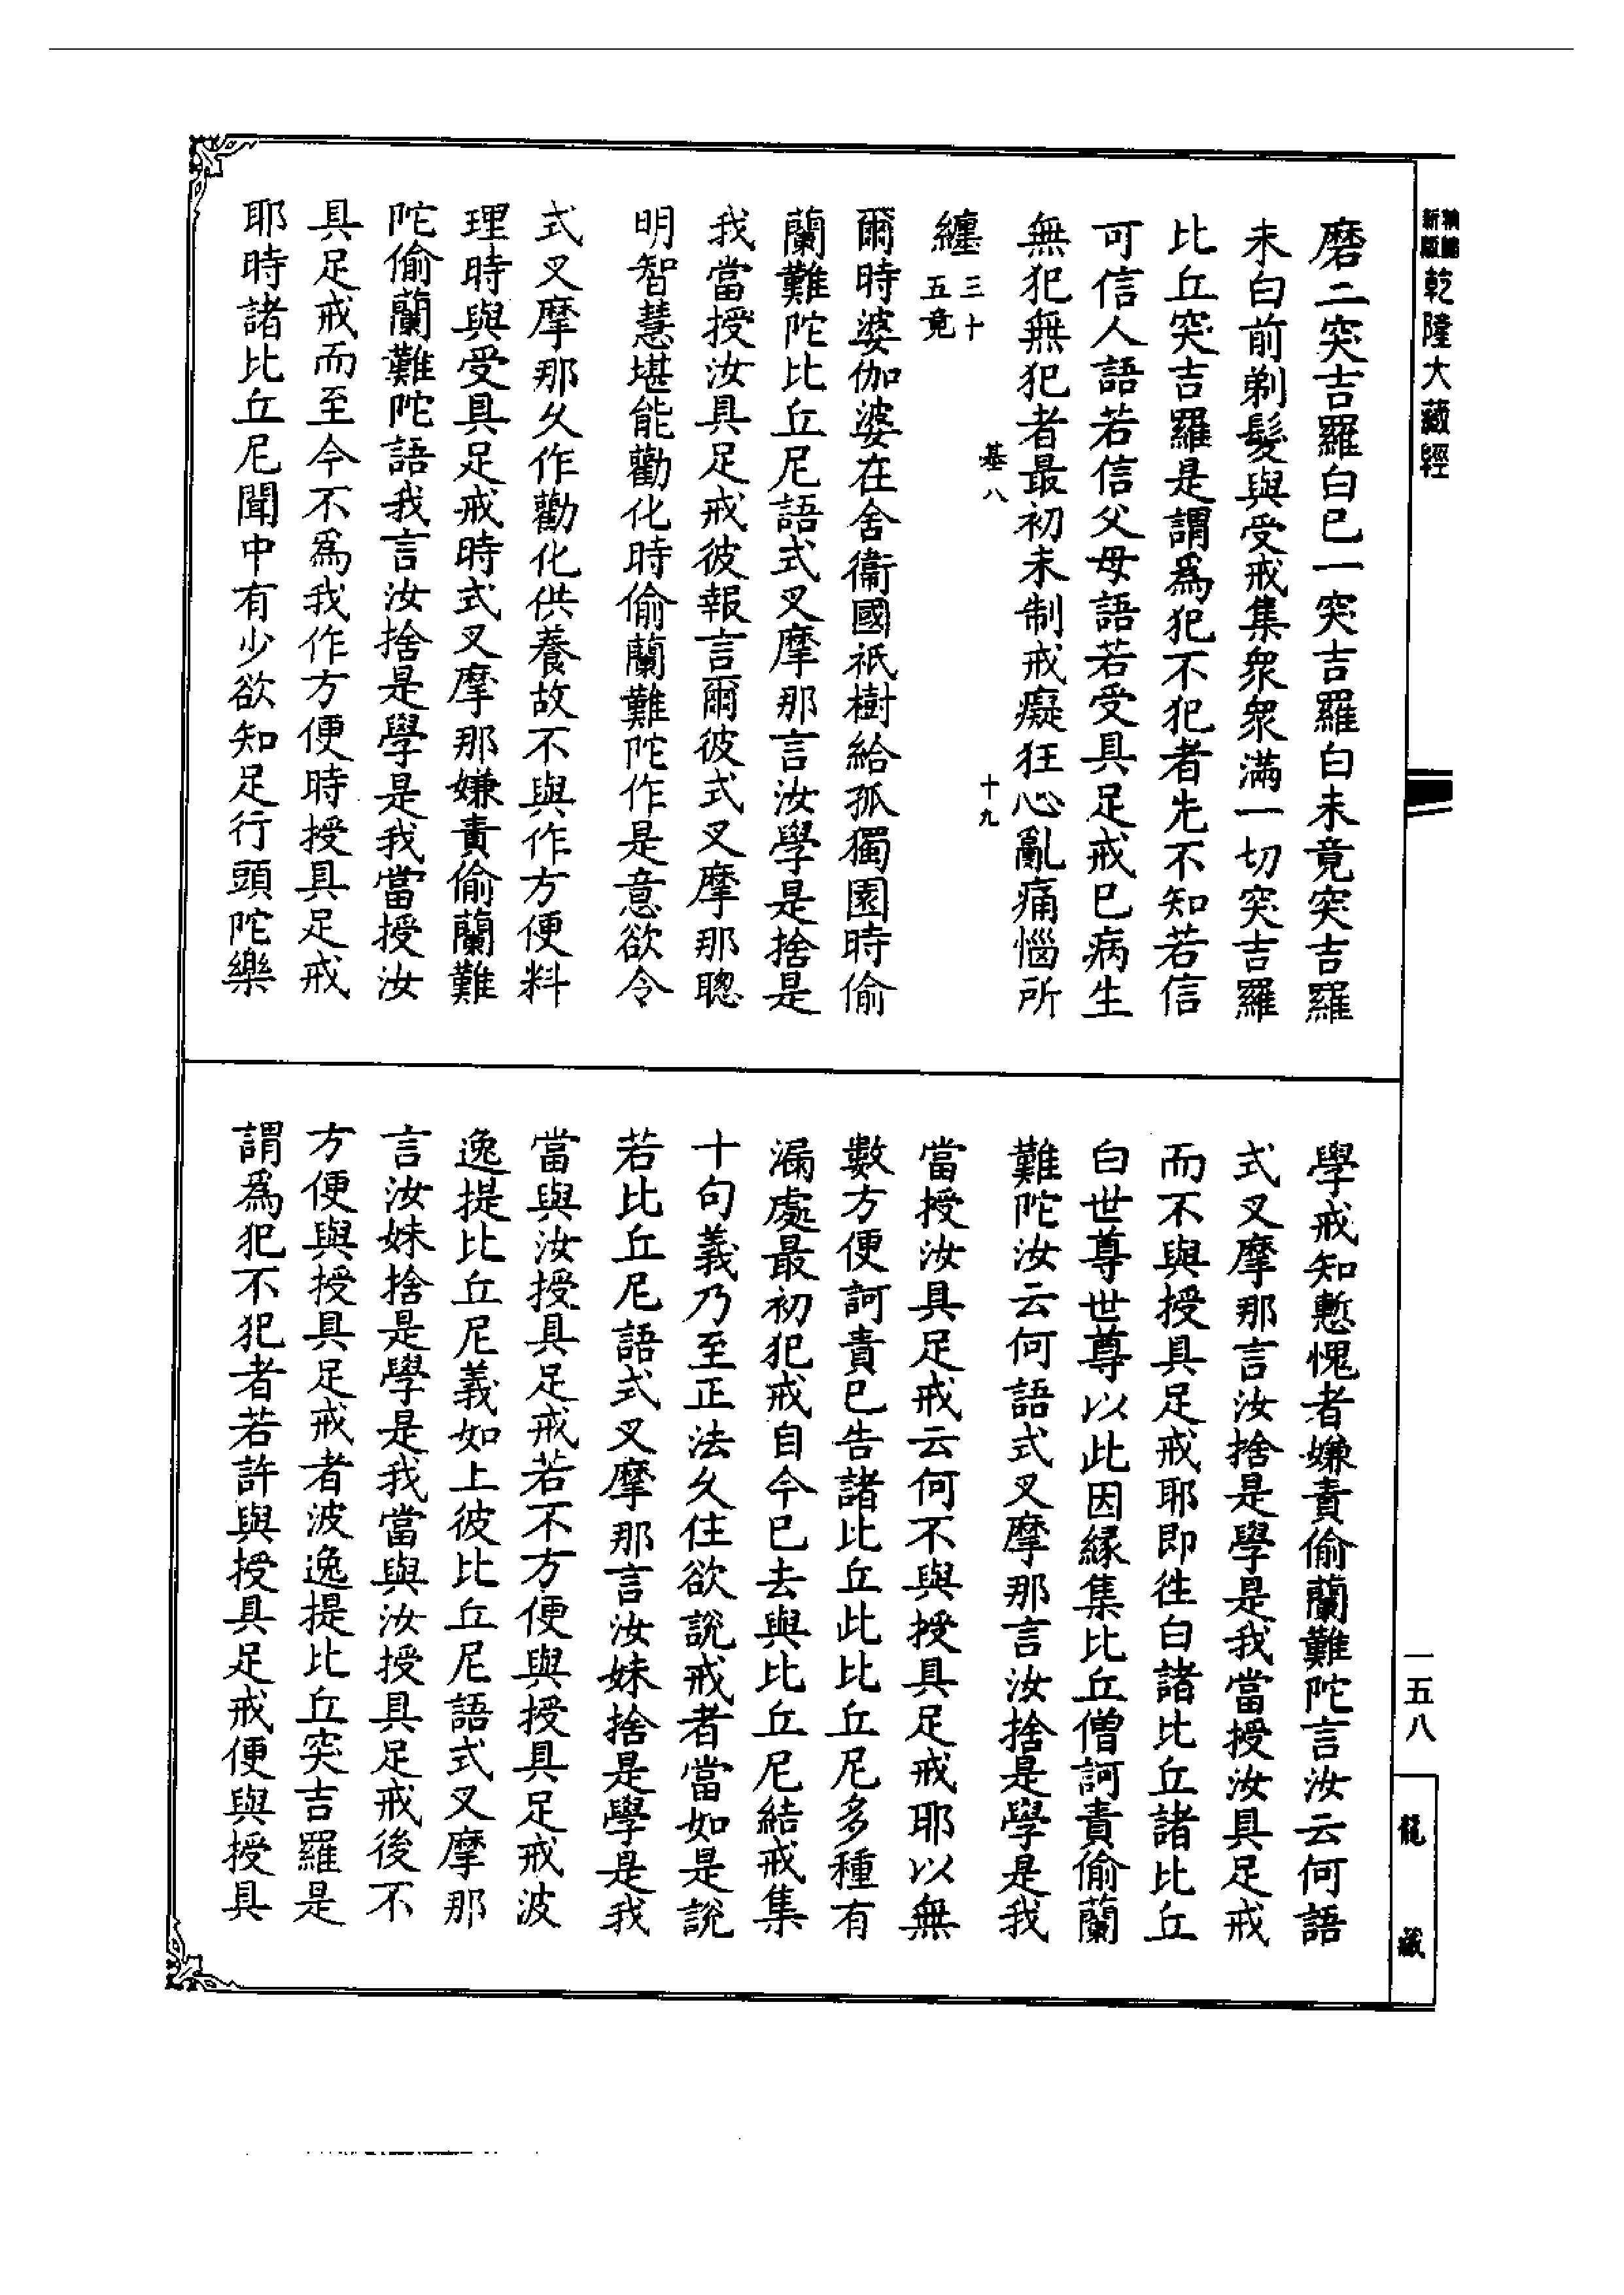 新版
精縮
乾隆大藏經
磨二突吉羅白已一突吉羅白未竟突吉羅
未白前剃髮與受戒集衆衆滿一切突吉羅
比丘突吉羅是謂爲犯不犯者先不知若信
可信人語若信父母語若受具足戒已病生
無犯無犯者最初未制戒癡狂心亂痛惱所
基八 十九
纏三十五竟
爾時婆伽婆在舍衞國祇樹給孤獨園時偷
蘭難陀比丘尼語式叉摩那言汝學是捨是
我當授汝具足戒彼報言爾彼式叉摩那聰
明智慧堪能勸化時偷蘭難陀作是意欲令
式叉摩那久作勸化供養故不與作方便料
理時與受具足戒時式叉摩那嫌責偷蘭難
陀偷蘭難陀語我言汝捨是學是我當授汝
具足戒而至今不爲我作方便時授具足戒
耶時諸比丘尼聞中有少欲知足行頭陀樂
學戒知慙愧者嫌責偷蘭難陀言汝云何語
式叉摩那言汝捨是學是我當授汝具足戒
而不與授具足戒耶即往白諸比丘諸比丘
白世尊世尊以此因緣集比丘僧訶責偷蘭
難陀汝云何語式叉摩那言汝捨是學是我
當授汝具足戒云何不與授具足戒耶以無
數方便訶責已告諸比丘此比丘尼多種有
漏處最初犯戒自今已去與比丘尼結戒集
十句義乃至正法久住欲說戒者當如是說
若比丘尼語式叉摩那言汝妹捨是學是我
當與汝授具足戒若不方便與授具足戒波
逸提比丘尼義如上彼比丘尼語式叉摩那
言汝妹捨是學是我當與汝授具足戒後不
方便與授具足戒者波逸提比丘突吉羅是
謂爲犯不犯者若許與授具足戒便與授具
一五八
龍藏